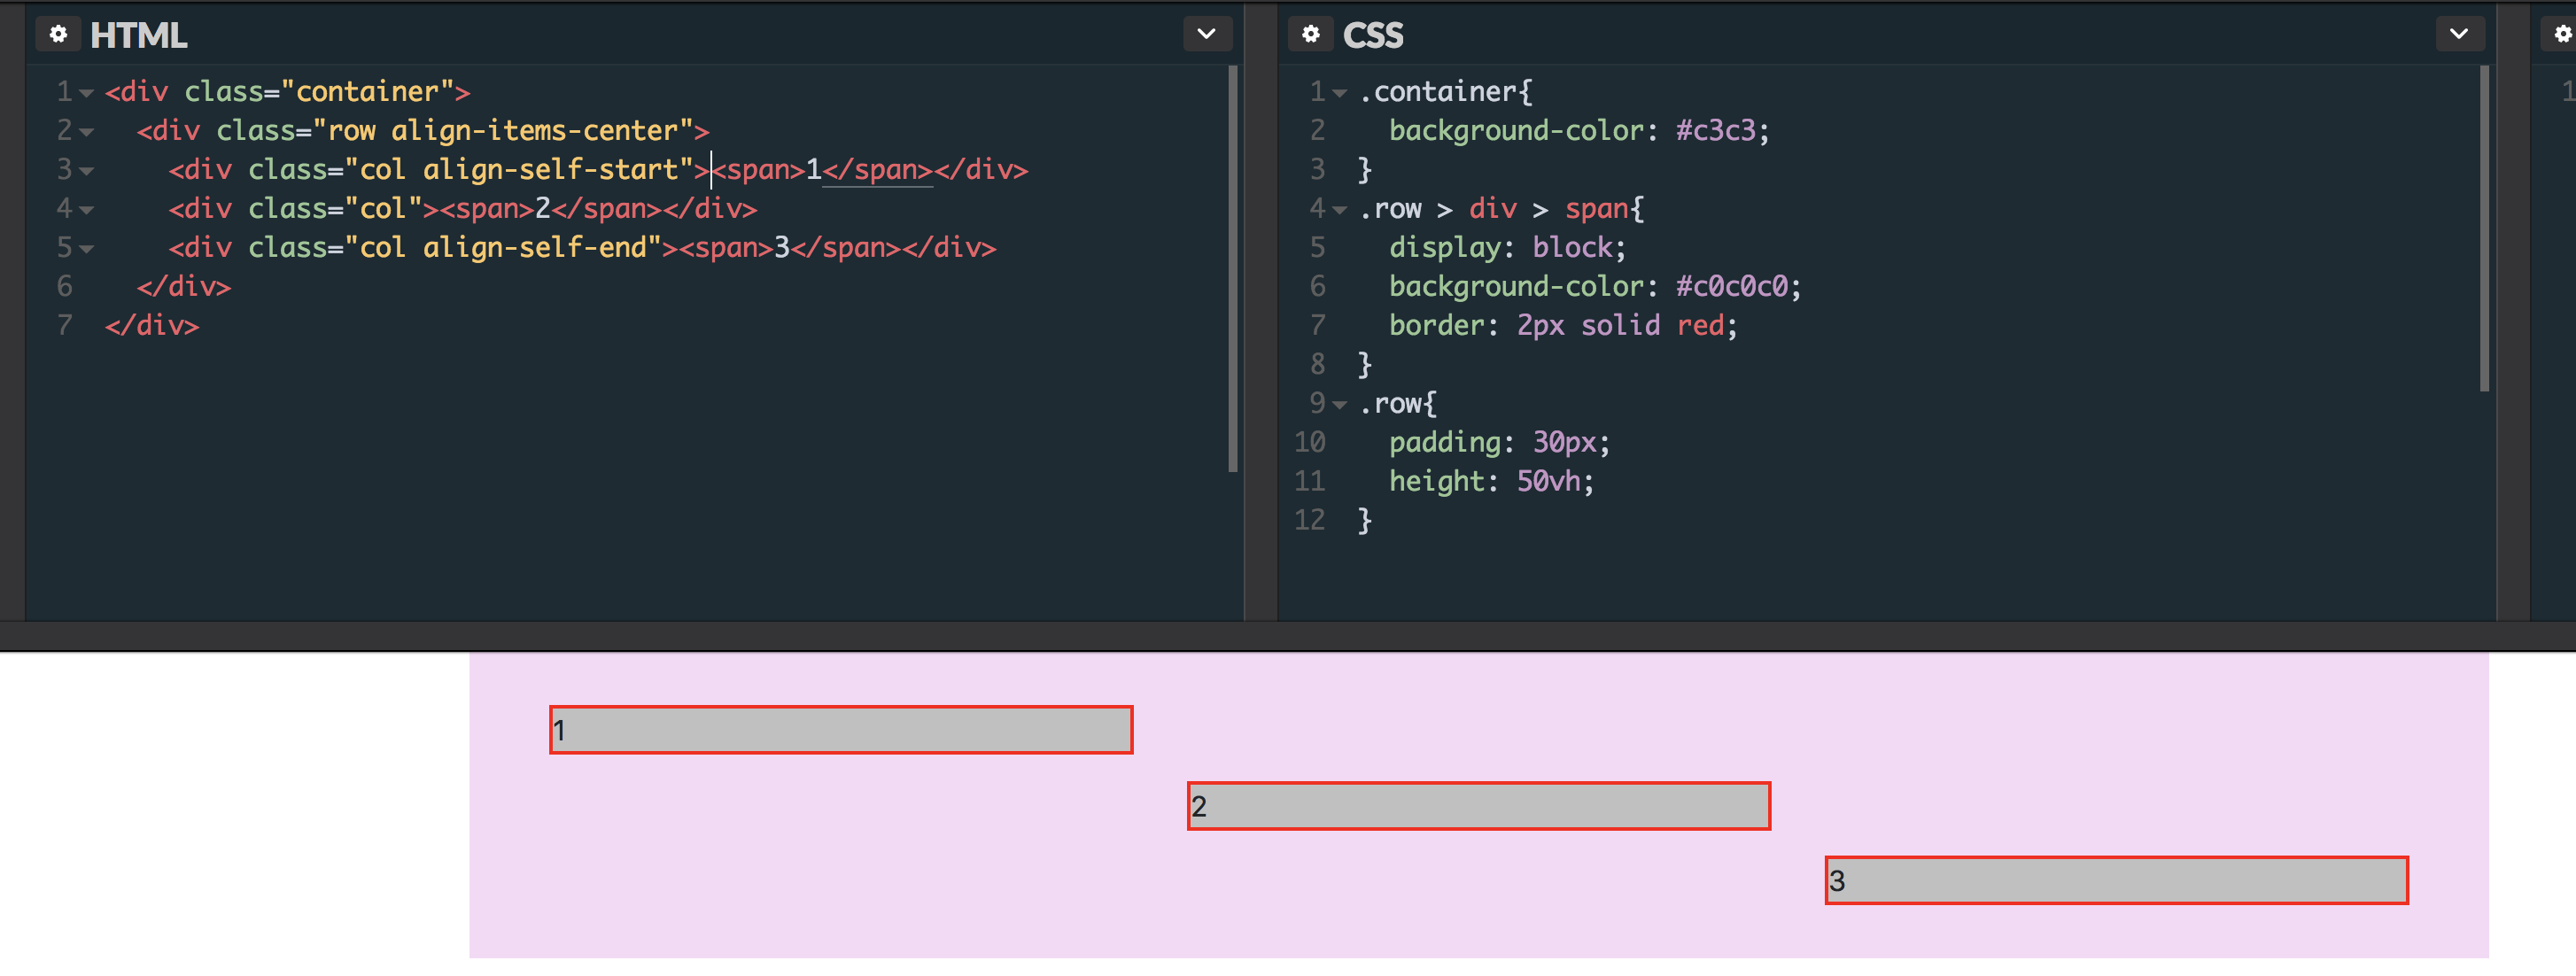 HTML
1 <div class="container">
2 <div class="row align-items-center">
3 <div class="col align-self-start"><span>1</span></div>
4 <div class="col"><span>2</span></div>
5 <div class="col align-self-end"><span>3</span></div>
6 </div>
7 </div>
CSS
1 .container{
2 background-color: #c3c3;
3 }
4 .row > div > span{
5 display: block;
6 background-color: #c0c0c0;
7 border: 2px solid red;
8 }
9 .row{
10 padding: 30px;
11 height: 50vh;
12 }
1
1
2
3